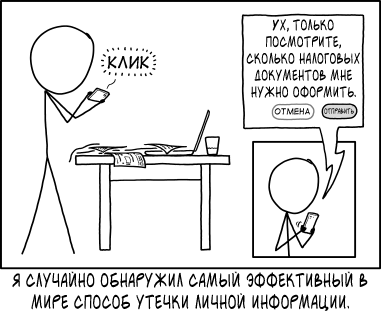 КЛИК
УХ, ТОЛЬКО
ПОСМОТРИТЕ,
СКОЛЬКО НАЛОГОВЫХ
ДОКУМЕНТОВ МНЕ
НУЖНО ОФОРМИТЬ.
ОТМЕНА ОТПРАВИТЬ
Я СЛУЧАЙНО ОБНАРУЖИЛ САМЫЙ ЭФФЕКТИВНЫЙ В
МИРЕ СПОСОБ УТЕЧКИ ЛИЧНОЙ ИНФОРМАЦИИ.